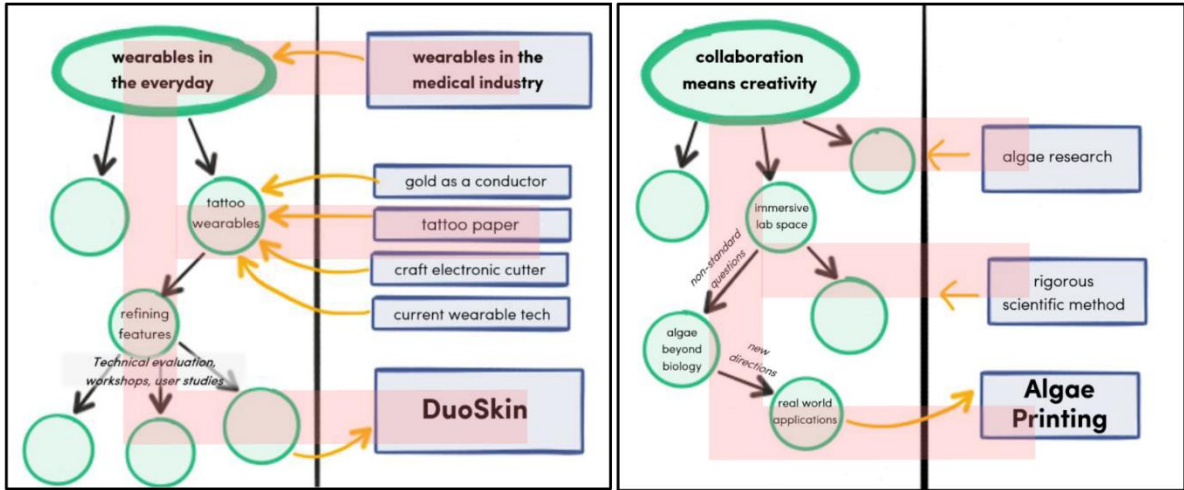 wearables in
the everyday
wearables in the
medical industry
gold as a conductor
tattoo
wearables
tattoo paper
craft electronic cutter
current wearable tech
refining
features
Technical evaluation,
workshops, user studies
DuoSkin
collaboration
means creativity
algae research
immersive
lab space
non-standard
questions
rigorous
scientific method
algae
beyond
biology
new
directions
real world
applications
Algae
Printing